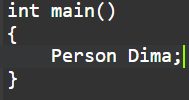 int main()
{
    Person Dima;
}